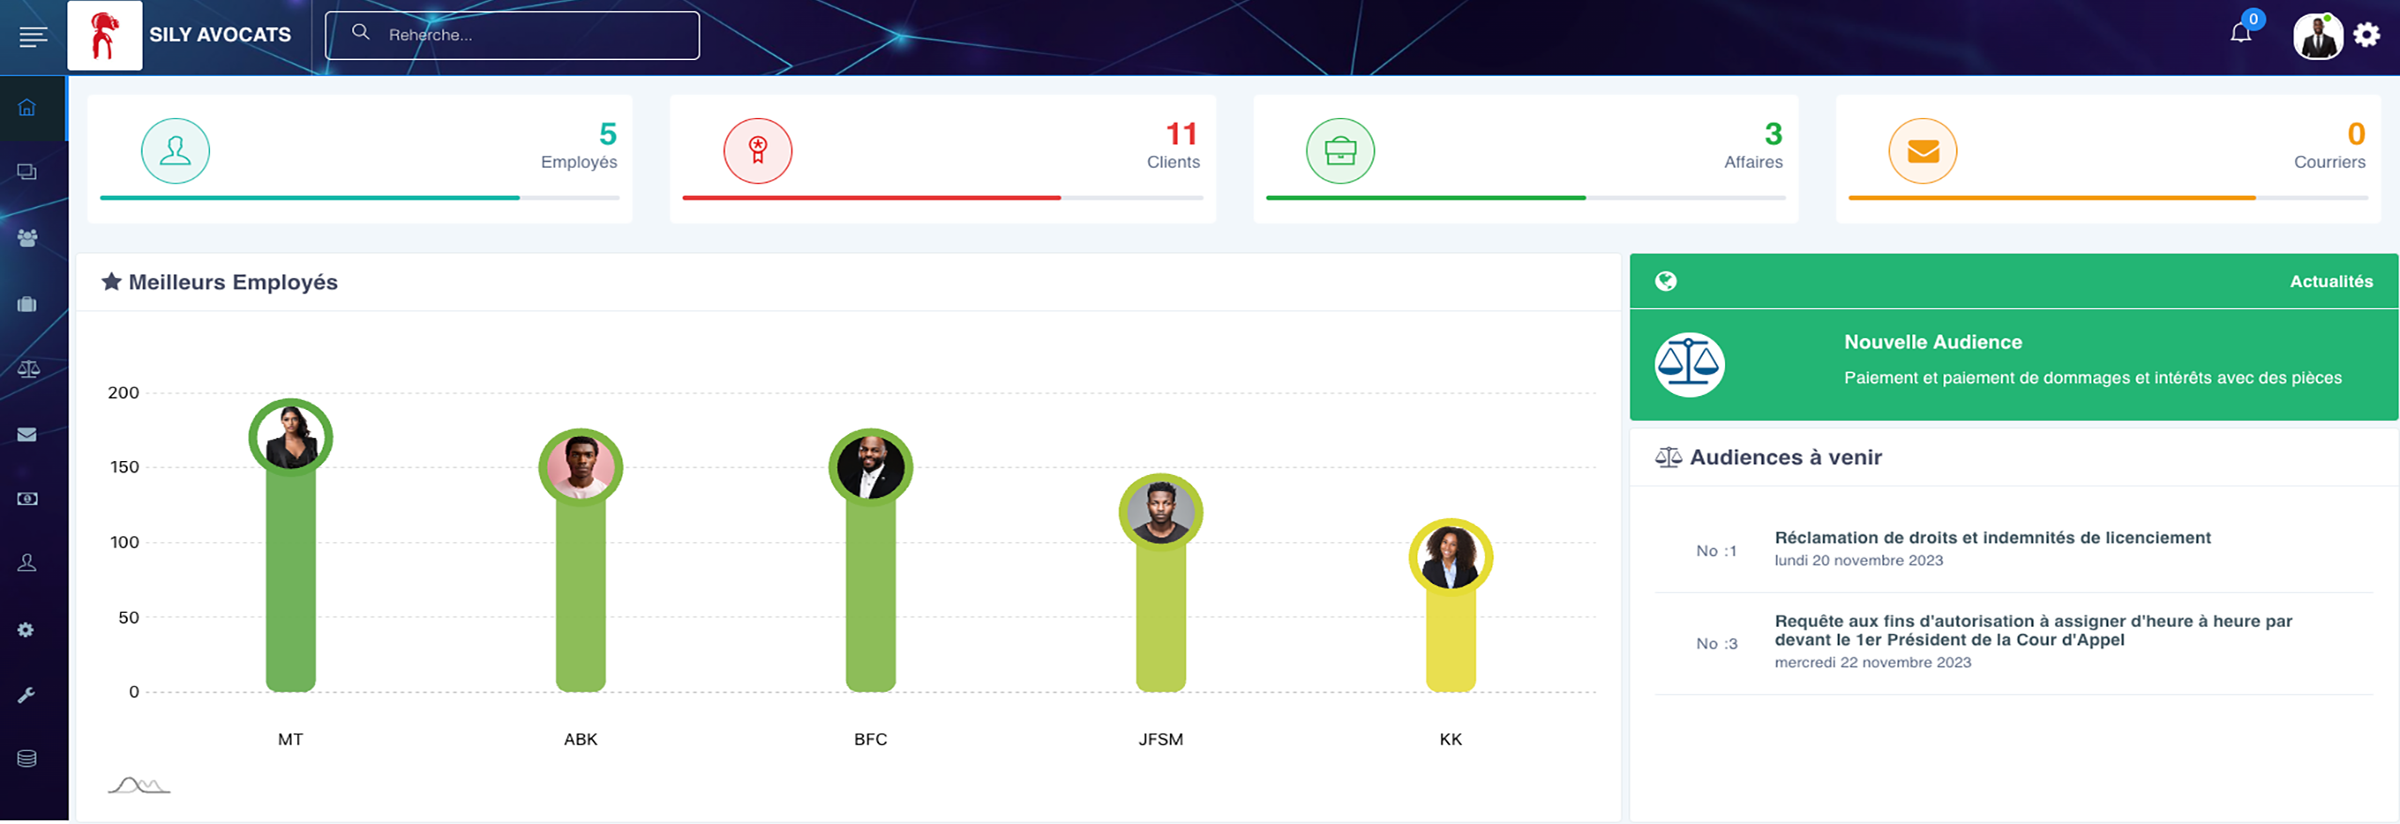 SILY AVOCATS
Reherche...
0
5
Employés
11
Clients
3
Affaires
0
Courriers
Meilleurs Employés
200
150
100
50
0
MT
ABK
BFC
JFSM
KK
Actualités
Nouvelle Audience
Paiement et paiement de dommages et intérêts avec des pièces
Audiences à venir
No :1
Réclamation de droits et indemnités de licenciement
lundi 20 novembre 2023
No :3
Requête aux fins d'autorisation à assigner d'heure à heure par
devant le 1er Président de la Cour d'Appel
mercredi 22 novembre 2023